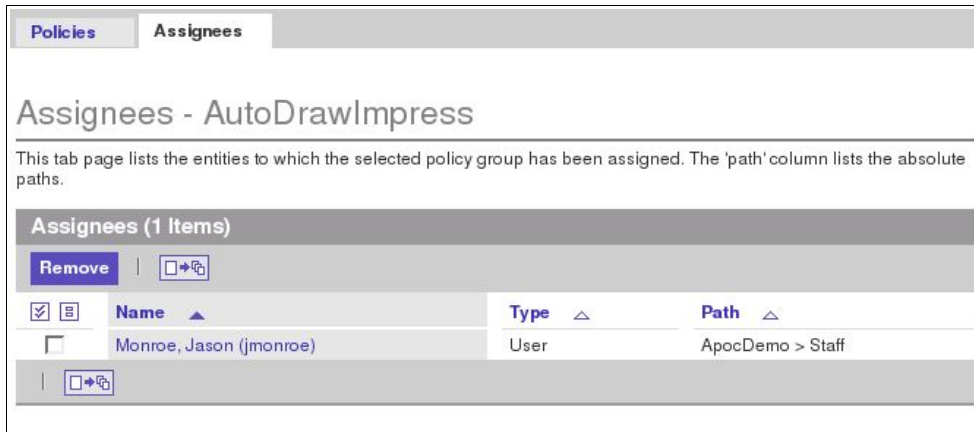 Policies Assignees
Assignees - AutoDrawImpress
This tab page lists the entities to which the selected policy group has been assigned. The 'path' column lists the absolute
paths.
Assignees (1 Items)
Remove
Name Type Path
Monroe, Jason (jmonroe) User ApocDemo > Staff